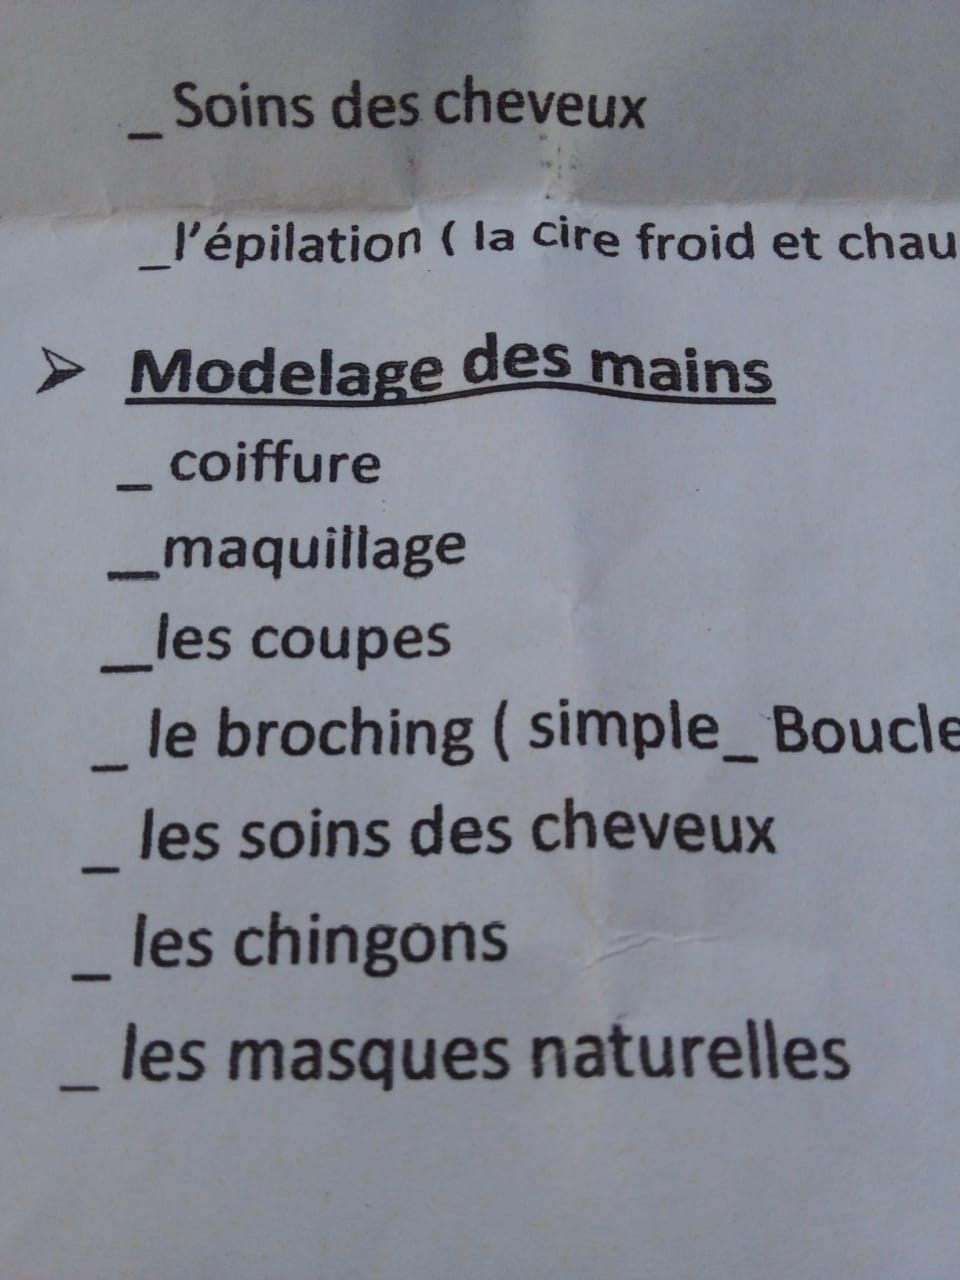 _ Soins des cheveux
_l'épilation ( la cire froid et chau
➤ Modelage des mains
_ coiffure
_maquillage
_les coupes
_ le broching ( simple_ Boucle
_ les soins des cheveux
_ les chingons
_ les masques naturelles